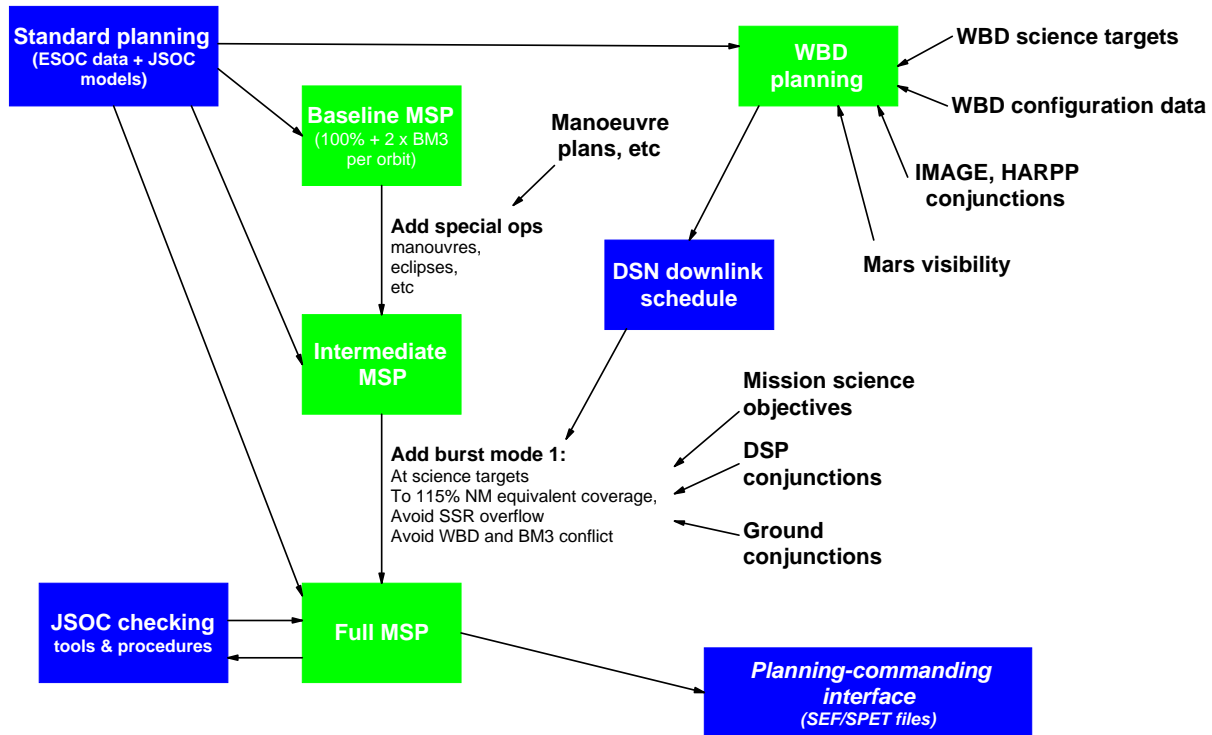 Standard planning
(ESOC data + JSOC
models)
WBD
planning
WBD science targets
WBD configuration data
IMAGE, HARPP
conjunctions
Mars visibility
Baseline MSP
(100% + 2 x BM3
per orbit)
Manoeuvre
plans, etc
Add special ops
manouvres,
eclipses,
etc
DSN downlink
schedule
Intermediate
MSP
Mission science
objectives
DSP
conjunctions
Ground
conjunctions
Add burst mode 1:
At science targets
To 115% NM equivalent coverage,
Avoid SSR overflow
Avoid WBD and BM3 conflict
JSOC checking
tools & procedures
Full MSP
Planning-commanding
interface
(SEF/SPET files)